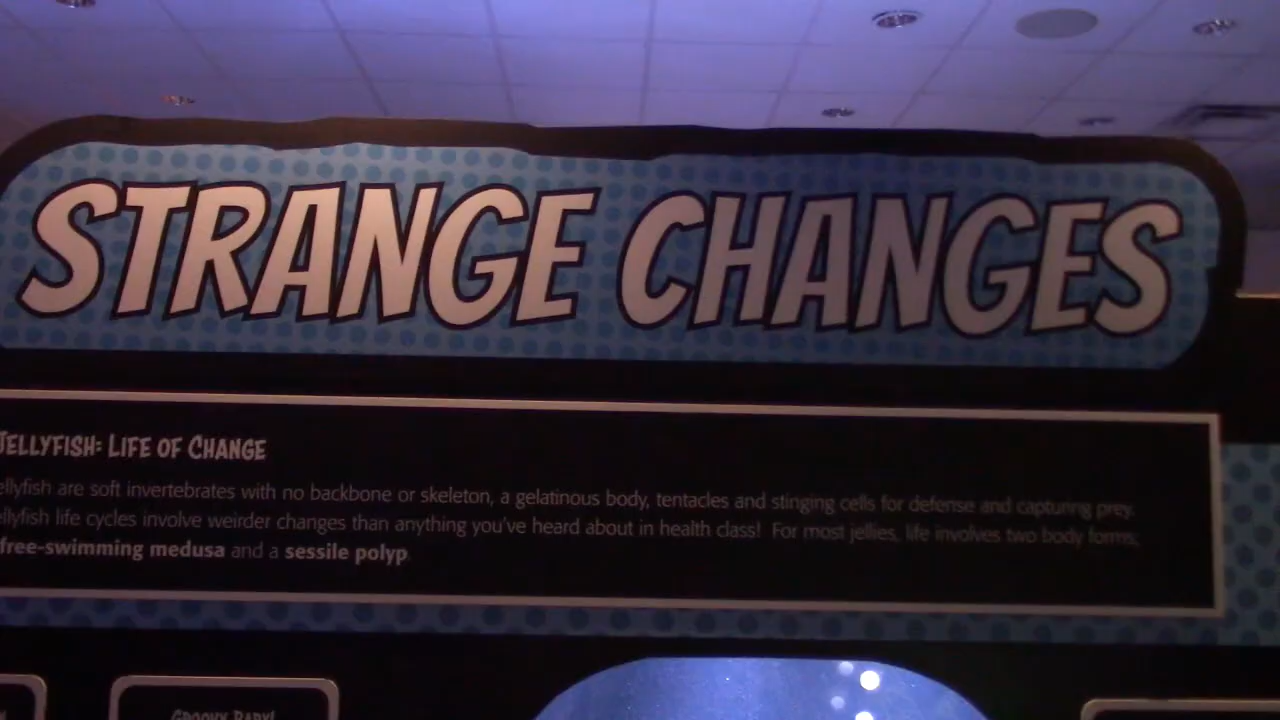 STRANGE CHANGES
JELLYFISH: LIFE OF CHANGE
ellyfish are soft invertebrates with no backbone or skeleton, a gelatinous body, tentacles and stinging cells for defense and capturing prey.
ellyfish life cycles involve weirder changes than anything you've heard about in health class! For most jellies, life involves two body forms,
free-swimming medusa and a sessile polyp.
GROOVY BABY!